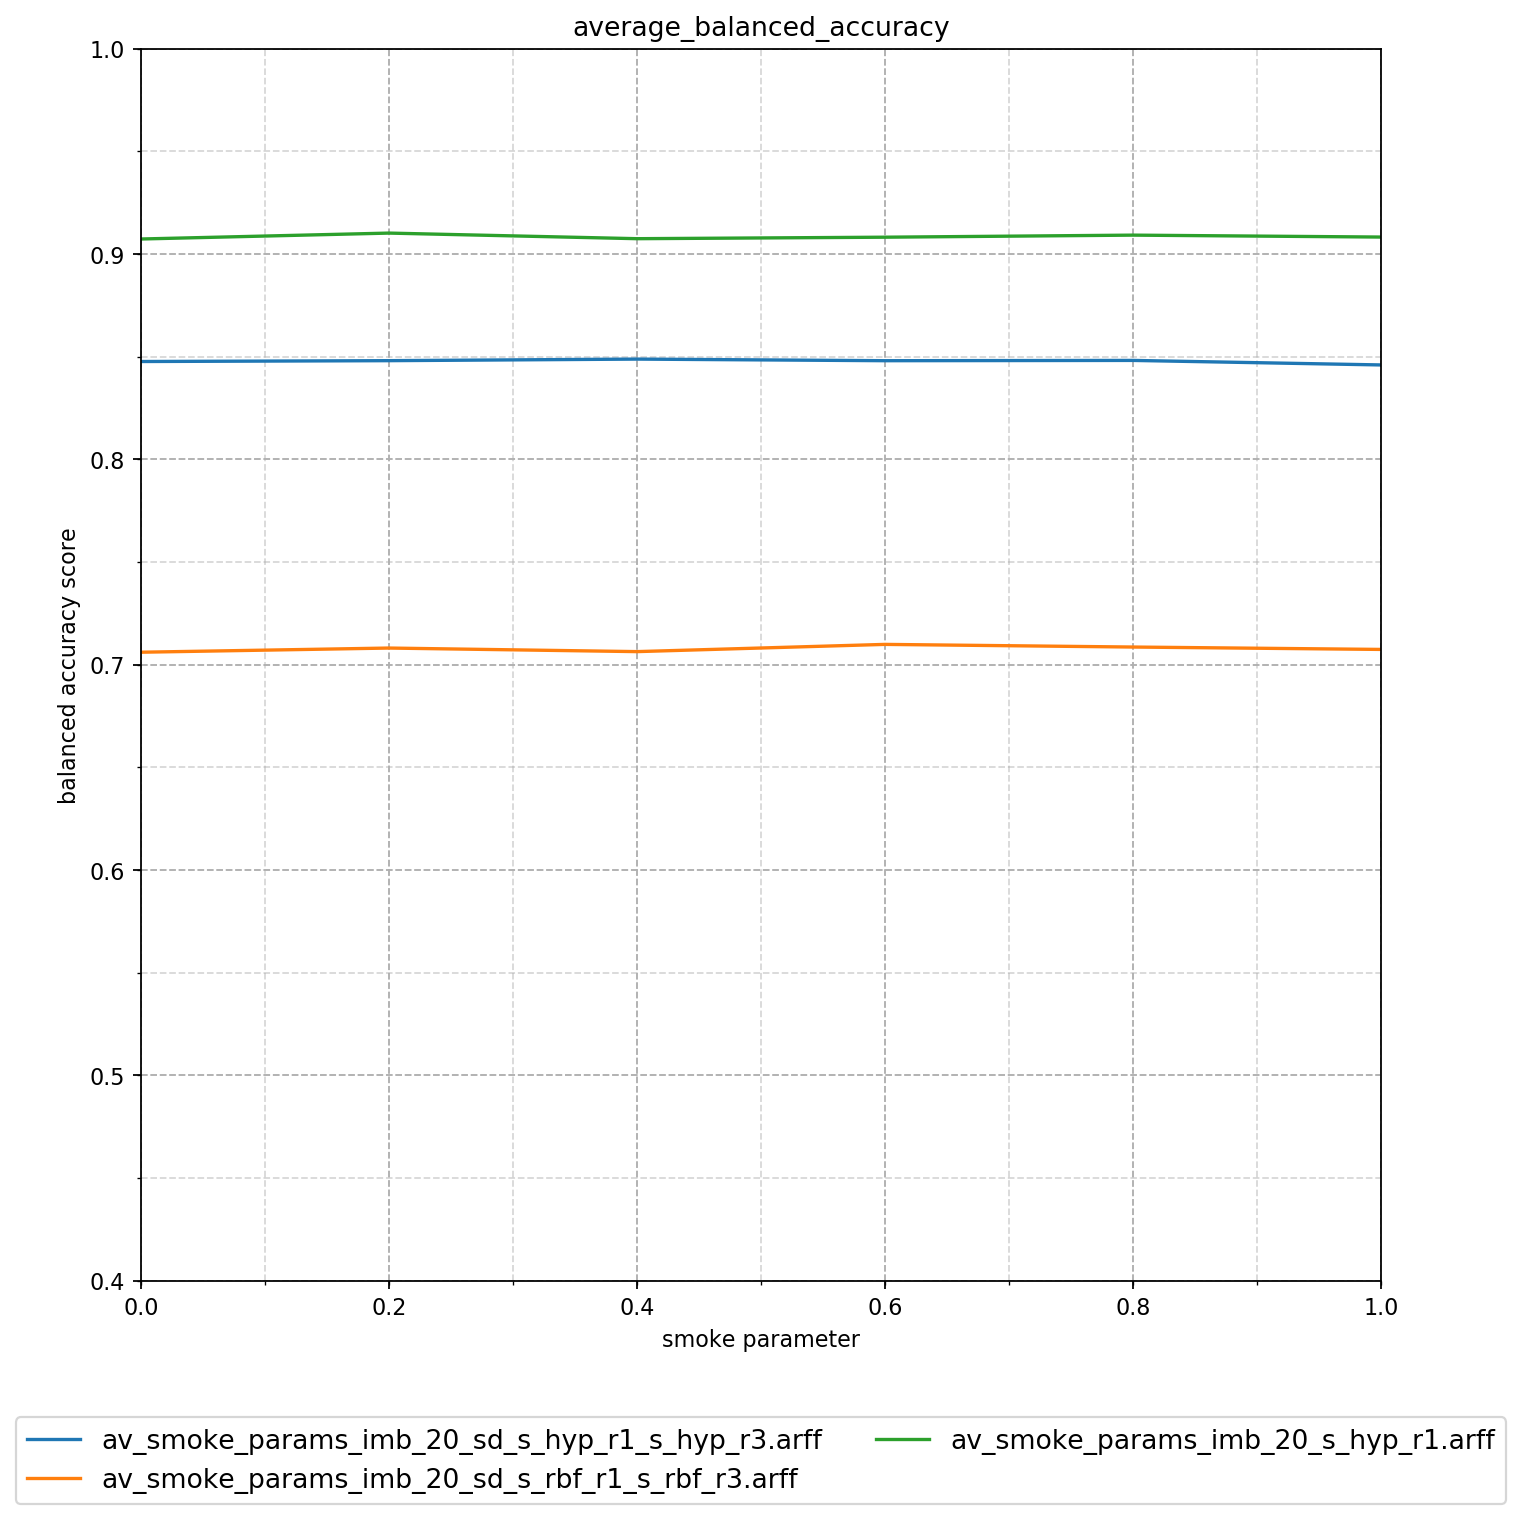 average_balanced_accuracy
1.0
0.9
0.8
0.7
0.6
0.5
0.4
balanced accuracy score
0.0 0.2 0.4 0.6 0.8 1.0
smoke parameter
av_smoke_params_imb_20_sd_s_hyp_r1_s_hyp_r3.arff
av_smoke_params_imb_20_sd_s_rbf_r1_s_rbf_r3.arff
av_smoke_params_imb_20_s_hyp_r1.arff